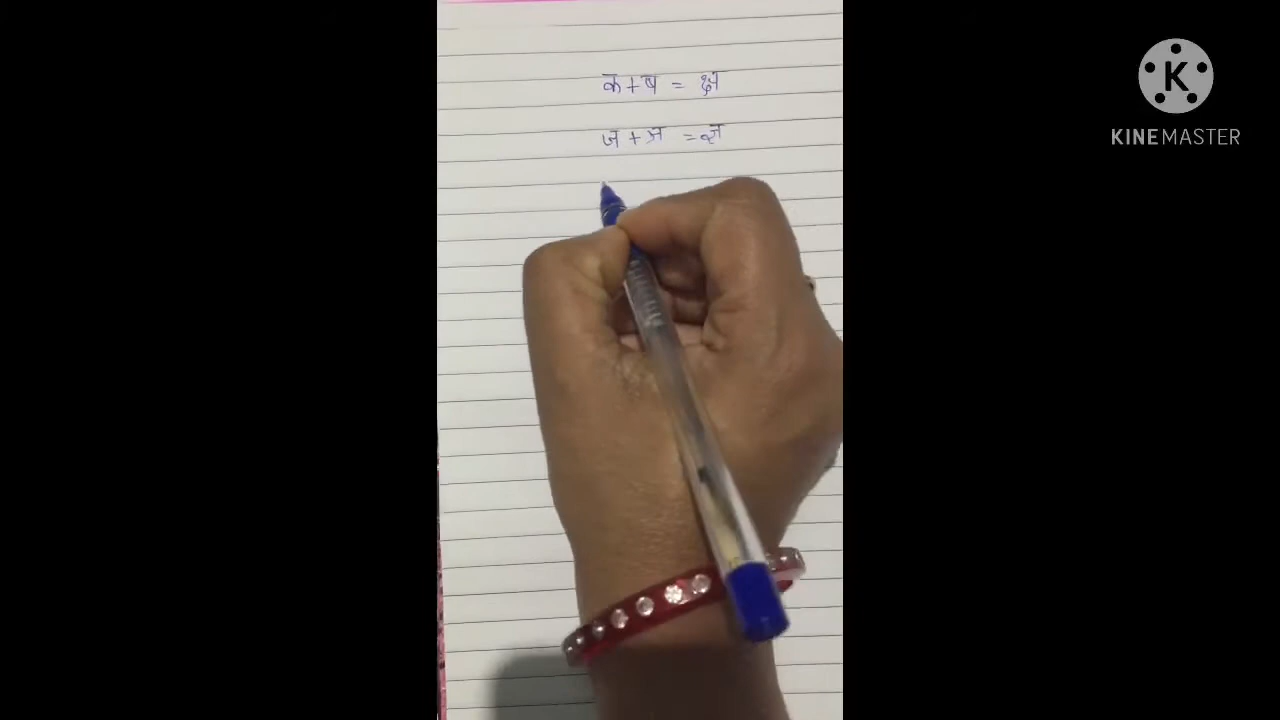 क + ष = क्ष
ज + ञ = ज्ञ
K
KINEMASTER